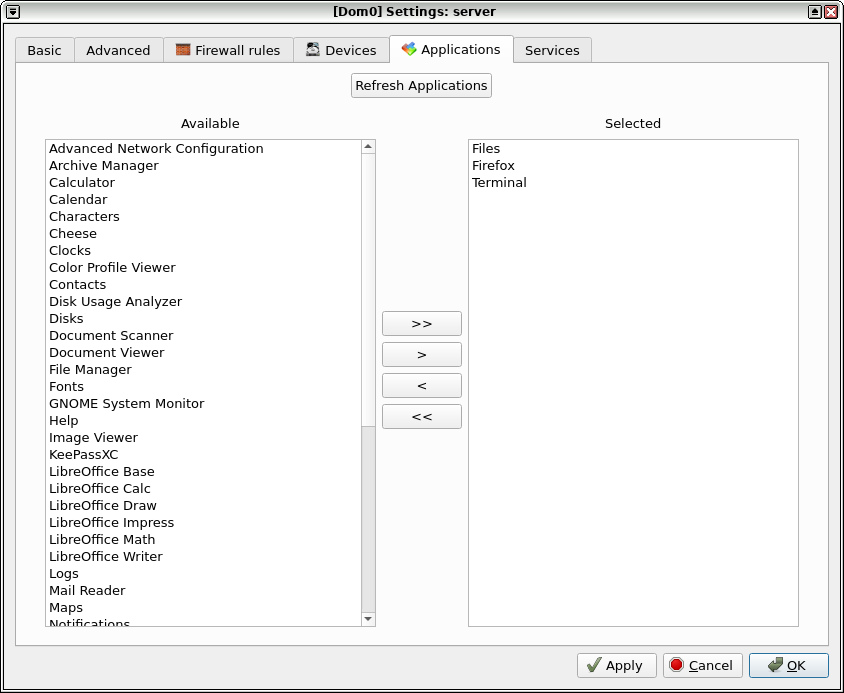 [Dom0] Settings: server
Basic
Advanced
Firewall rules
Devices
Applications
Services
Refresh Applications
Available
Selected
Advanced Network Configuration
Archive Manager
Calculator
Calendar
Characters
Cheese
Clocks
Color Profile Viewer
Contacts
Disk Usage Analyzer
Disks
Document Scanner
Document Viewer
File Manager
Fonts
GNOME System Monitor
Help
Image Viewer
KeePassXC
LibreOffice Base
LibreOffice Calc
LibreOffice Draw
LibreOffice Impress
LibreOffice Math
LibreOffice Writer
Logs
Mail Reader
Maps
Notifications
>>
>
<
<<
Files
Firefox
Terminal
Apply
Cancel
OK